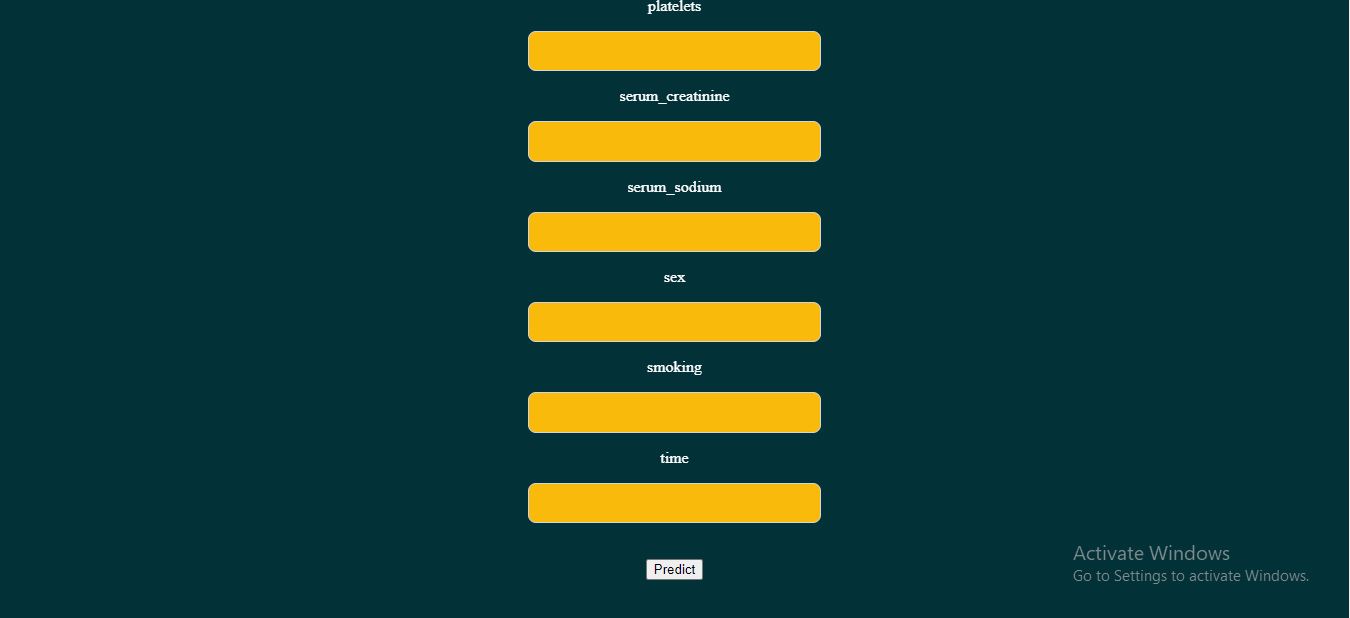 platelets
serum_creatinine
serum_sodium
sex
smoking
time
Predict
Activate Windows
Go to Settings to activate Windows.